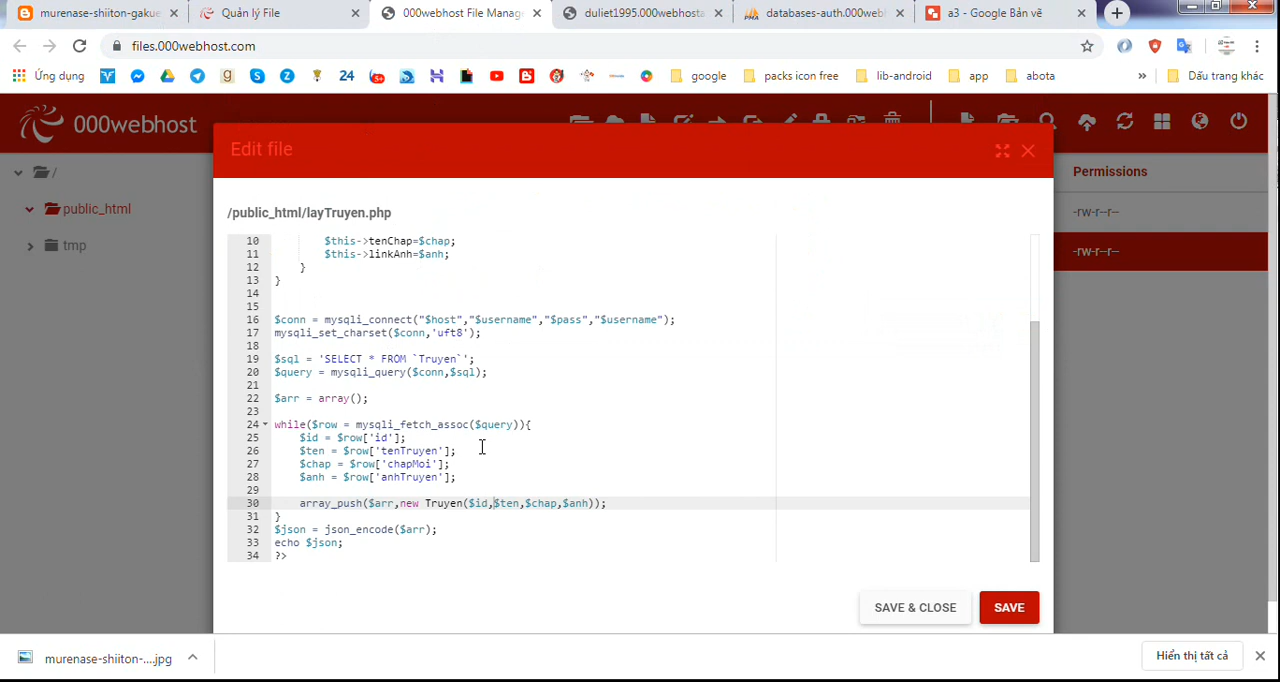 murenase-shiiton-gakue
Quản lý File
000webhost File Manag
duliet1995.000webhosta
databases-auth.000webh
a3 - Google Bản vẽ
files.000webhost.com
Ứng dụng
24
google
packs icon free
lib-android
app
abota
»
Dấu trang khác
000webhost
Edit file
/
public_html
tmp
Permissions
-rw-r--r--
-rw-r--r--
/public_html/layTruyen.php
10 $this->tenChap=$chap;
11 $this->linkAnh=$anh;
12 }
13 }
14
15
16 $conn = mysqli_connect("$host","$username","$pass","$username");
17 mysqli_set_charset($conn,'uft8');
18
19 $sql = 'SELECT * FROM `Truyen`';
20 $query = mysqli_query($conn,$sql);
21
22 $arr = array();
23
24 while($row = mysqli_fetch_assoc($query)){
25 $id = $row['id'];
26 $ten = $row['tenTruyen'];
27 $chap = $row['chapMoi'];
28 $anh = $row['anhTruyen'];
29
30 array_push($arr,new Truyen($id,$ten,$chap,$anh));
31 }
32 $json = json_encode($arr);
33 echo $json;
34 ?>
SAVE & CLOSE
SAVE
murenase-shiiton-....jpg
Hiển thị tất cả